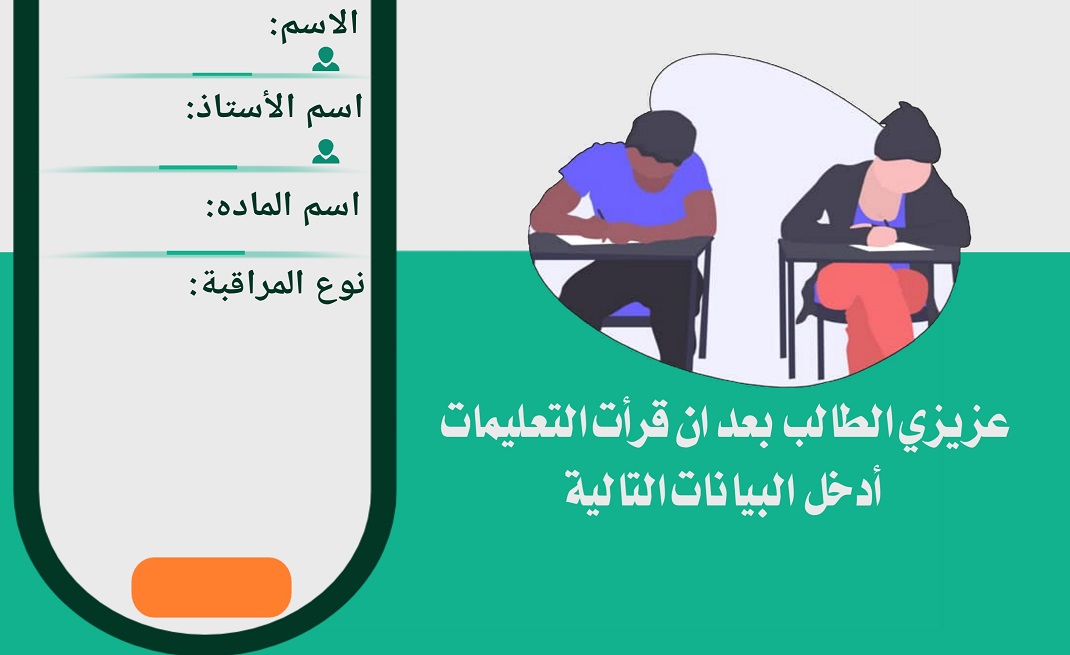 الاسم:
اسم الأستاذ:
اسم الماده:
نوع المراقبة:
عزيزي الطالب بعد ان قرأت التعليمات
أدخل البيانات التالية